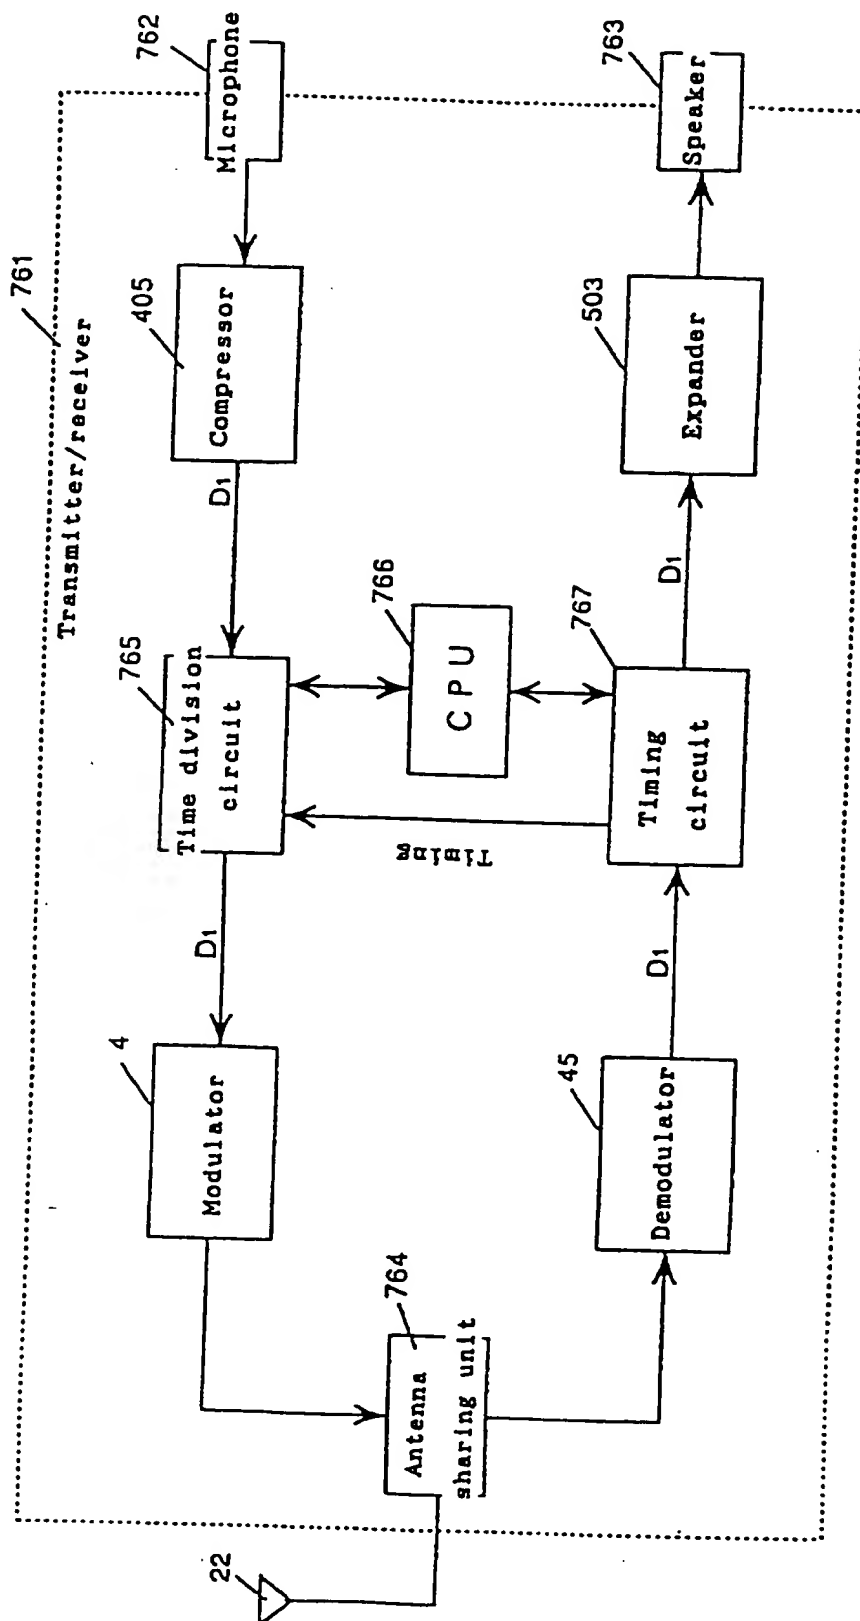 761
Transmitter/receiver
22
Antenna
sharing unit
764
Modulator
4
D1
Time division
circuit
765
D1
Compressor
405
Microphone
762
Timing
CPU
766
Demodulator
45
D1
Timing
circuit
767
D1
Expander
503
Speaker
763